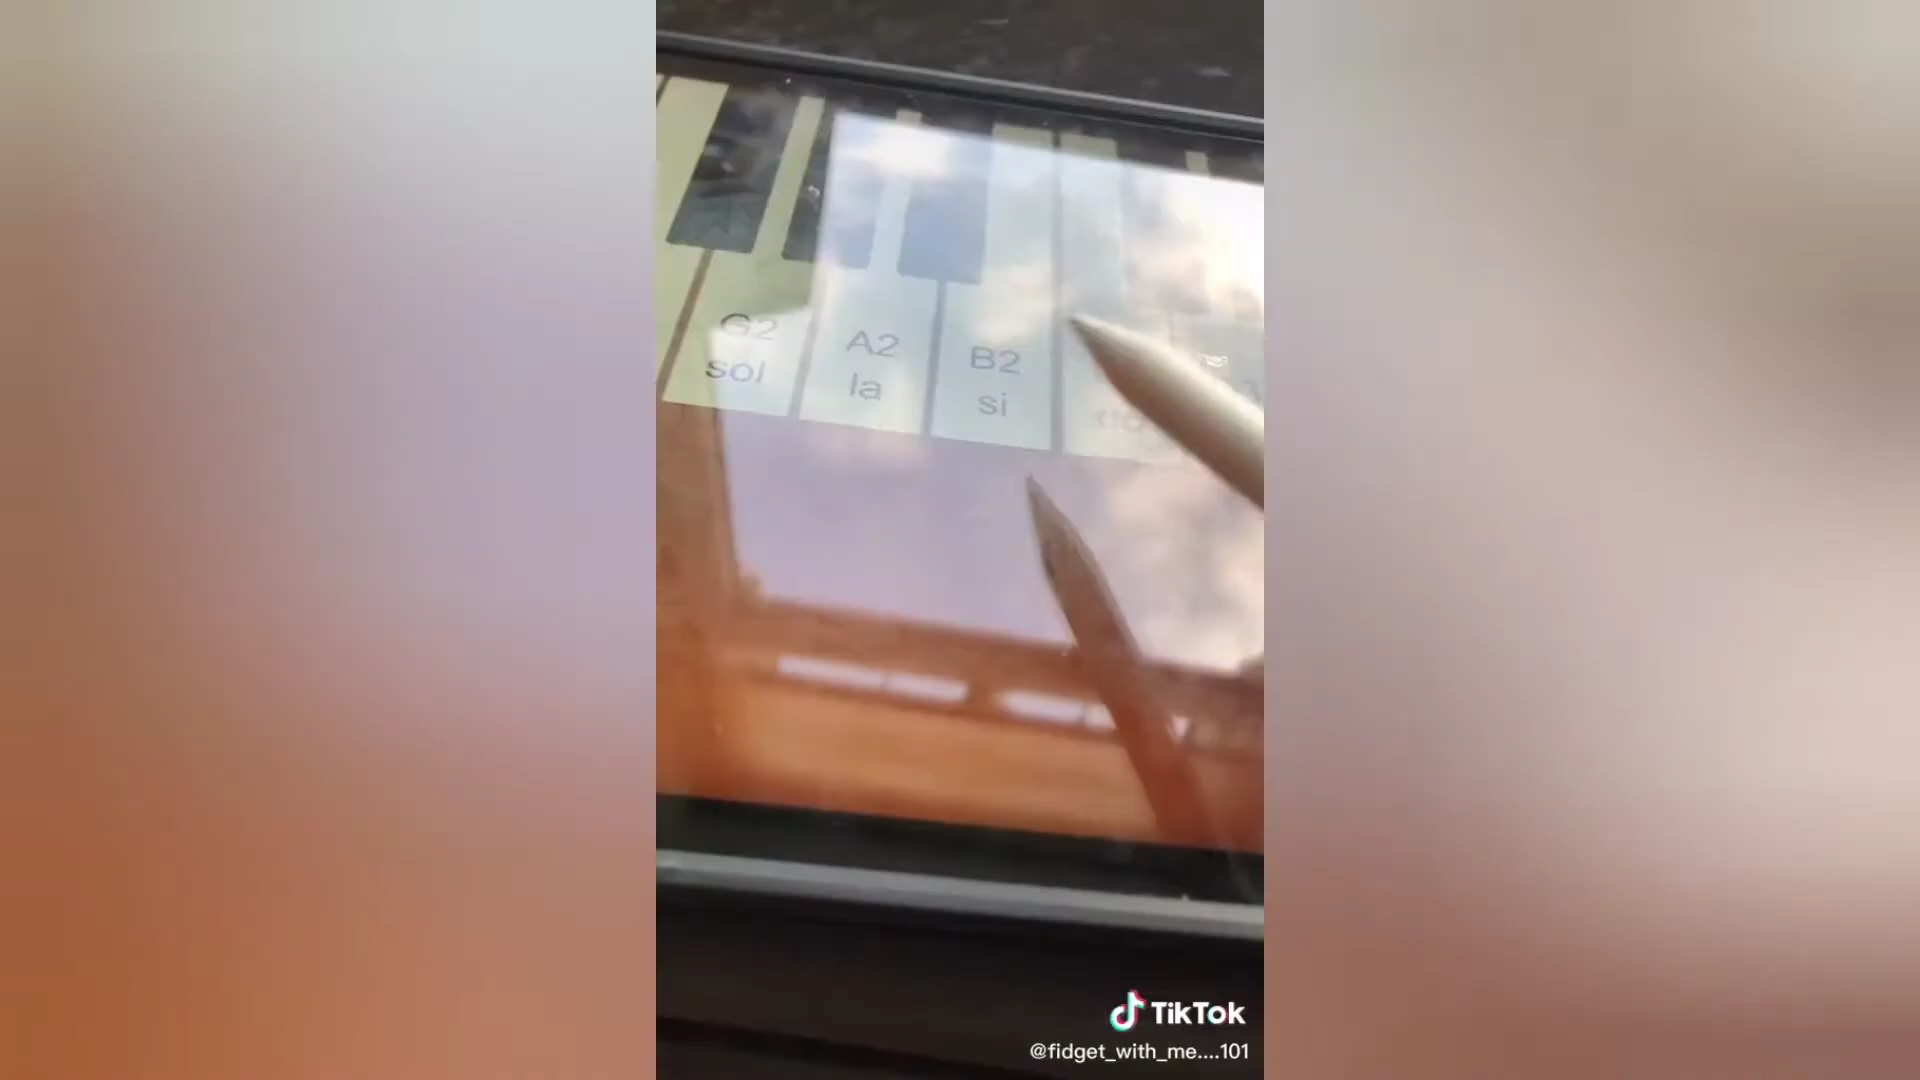 G2
sol
A2
la
B2
si
TikTok
@fidget_with_me....101